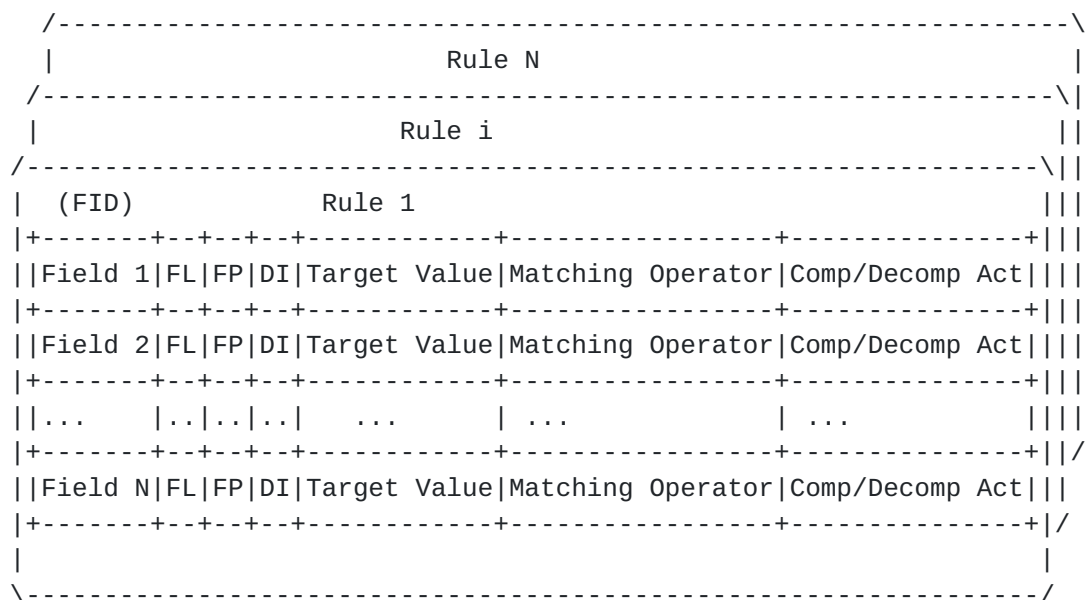 Rule N
Rule i
(FID) Rule 1
Field 1|FL|FP|DI|Target Value|Matching Operator|Comp/Decomp Act
Field 2|FL|FP|DI|Target Value|Matching Operator|Comp/Decomp Act
...|..|..|..|...|...|...
Field N|FL|FP|DI|Target Value|Matching Operator|Comp/Decomp Act